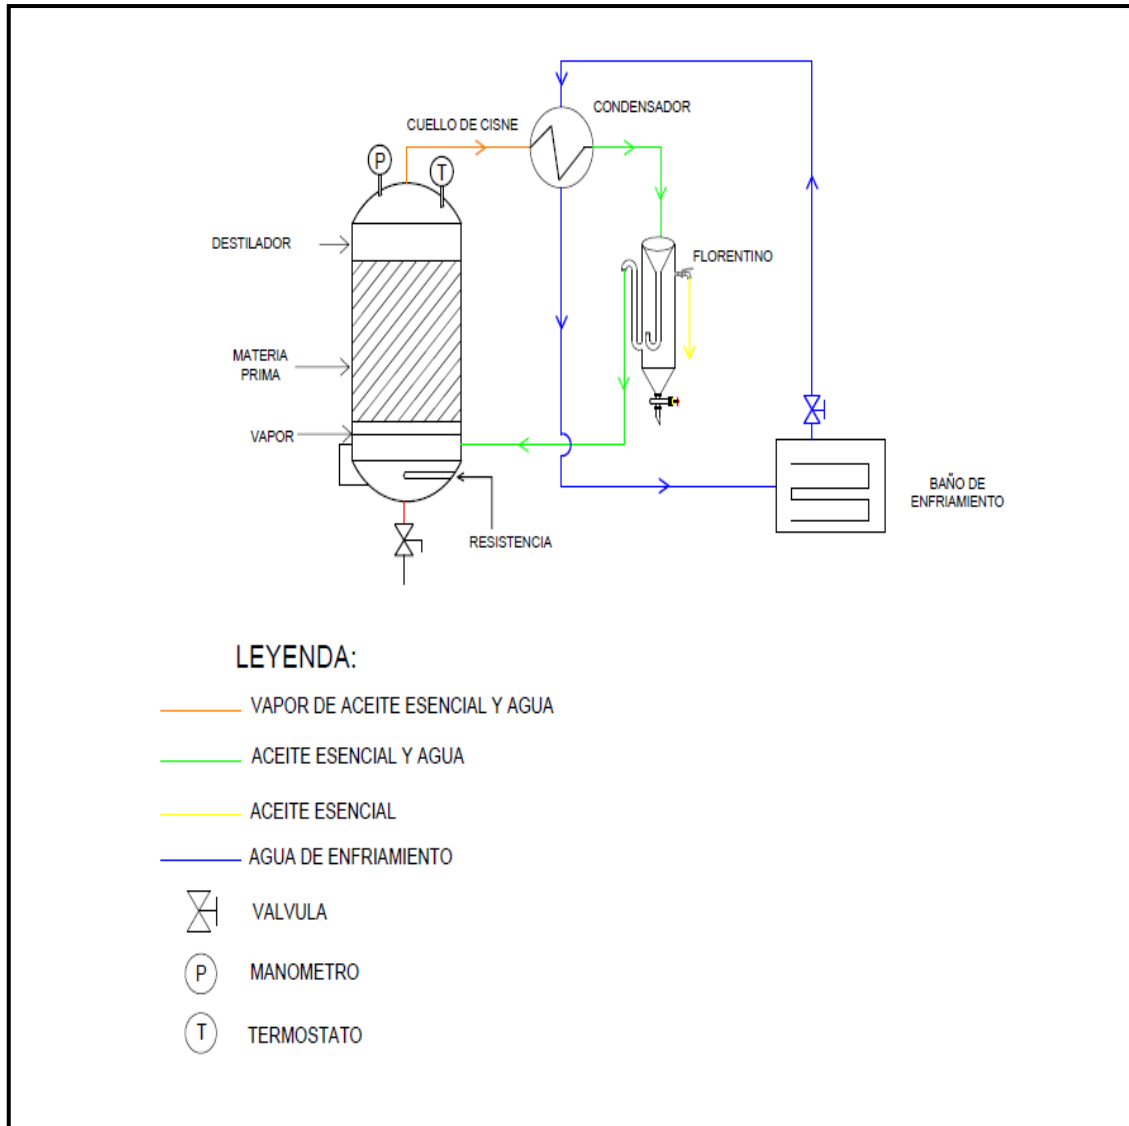 CONDENSADOR
CUELLO DE CISNE
P
T
DESTILADOR
FLORENTINO
MATERIA
PRIMA
VAPOR
BAÑO DE
ENFRIAMIENTO
RESISTENCIA
LEYENDA:
VAPOR DE ACEITE ESENCIAL Y AGUA
ACEITE ESENCIAL Y AGUA
ACEITE ESENCIAL
AGUA DE ENFRIAMIENTO
VALVULA
P MANOMETRO
T TERMOSTATO